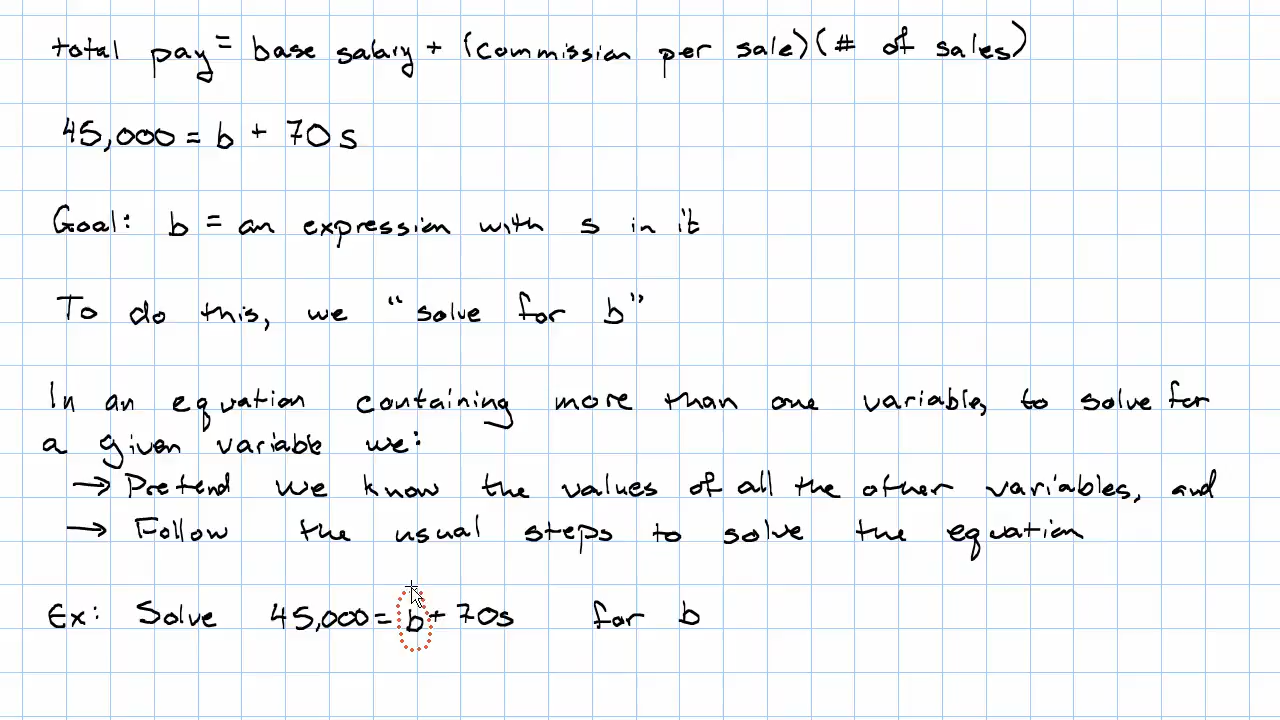 total pay = base salary + (commission per sale)(# of sales)
45,000 = b + 70s
Goal: b = an expression with s in it
To do this, we "solve for b"
In an equation containing more than one variable, to solve for
a given variable we:
→ Pretend we know the values of all the other variables, and
→ Follow the usual steps to solve the equation
Ex: Solve 45,000 = b + 70s for b